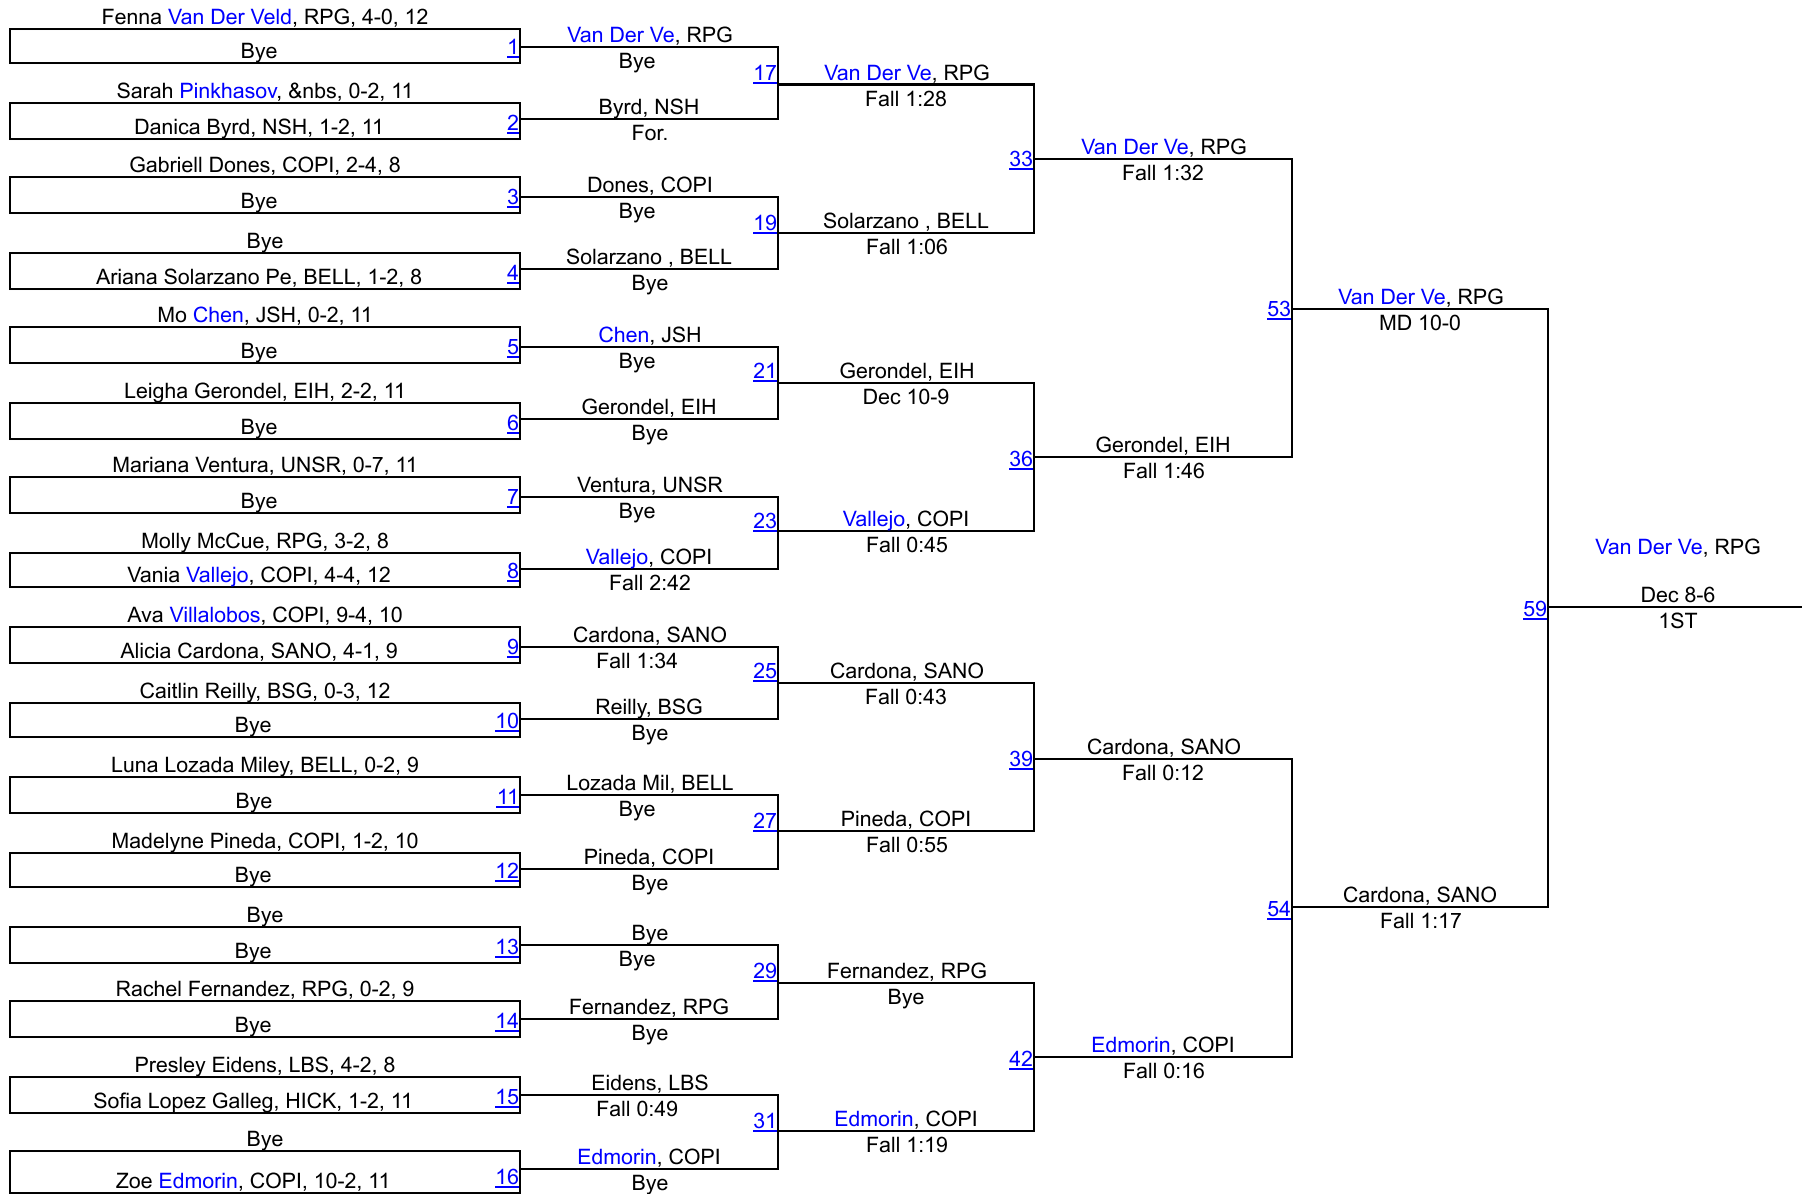 Fenna Van Der Veld, RPG, 4-0, 12
Bye
1
Sarah Pinkhasov, &nbs, 0-2, 11
Danica Byrd, NSH, 1-2, 11
2
Gabriell Dones, COPI, 2-4, 8
Bye
3
Bye
Ariana Solarzano Pe, BELL, 1-2, 8
4
Mo Chen, JSH, 0-2, 11
Bye
5
Leigha Gerondel, EIH, 2-2, 11
Bye
6
Mariana Ventura, UNSR, 0-7, 11
Bye
7
Molly McCue, RPG, 3-2, 8
Vania Vallejo, COPI, 4-4, 12
8
Ava Villalobos, COPI, 9-4, 10
Alicia Cardona, SANO, 4-1, 9
9
Caitlin Reilly, BSG, 0-3, 12
Bye
10
Luna Lozada Miley, BELL, 0-2, 9
Bye
11
Madelyne Pineda, COPI, 1-2, 10
Bye
12
Bye
Bye
13
Rachel Fernandez, RPG, 0-2, 9
Bye
14
Presley Eidens, LBS, 4-2, 8
Sofia Lopez Galleg, HICK, 1-2, 11
15
Bye
Zoe Edmorin, COPI, 10-2, 11
16
Van Der Ve, RPG
Bye
17
Byrd, NSH
For.
Dones, COPI
Bye
19
Solarzano , BELL
Bye
Chen, JSH
Bye
21
Gerondel, EIH
Bye
Ventura, UNSR
Bye
23
Vallejo, COPI
Fall 2:42
Cardona, SANO
Fall 1:34
25
Reilly, BSG
Bye
Lozada Mil, BELL
Bye
27
Pineda, COPI
Bye
Bye
Bye
29
Fernandez, RPG
Bye
Eidens, LBS
Fall 0:49
31
Edmorin, COPI
Bye
Van Der Ve, RPG
Fall 1:28
33
Solarzano , BELL
Fall 1:06
Gerondel, EIH
Dec 10-9
36
Vallejo, COPI
Fall 0:45
Cardona, SANO
Fall 0:43
39
Pineda, COPI
Fall 0:55
Fernandez, RPG
Bye
42
Edmorin, COPI
Fall 1:19
Van Der Ve, RPG
Fall 1:32
53
Gerondel, EIH
Fall 1:46
Cardona, SANO
Fall 0:12
54
Edmorin, COPI
Fall 0:16
Van Der Ve, RPG
MD 10-0
59
Cardona, SANO
Fall 1:17
Van Der Ve, RPG
Dec 8-6
1ST